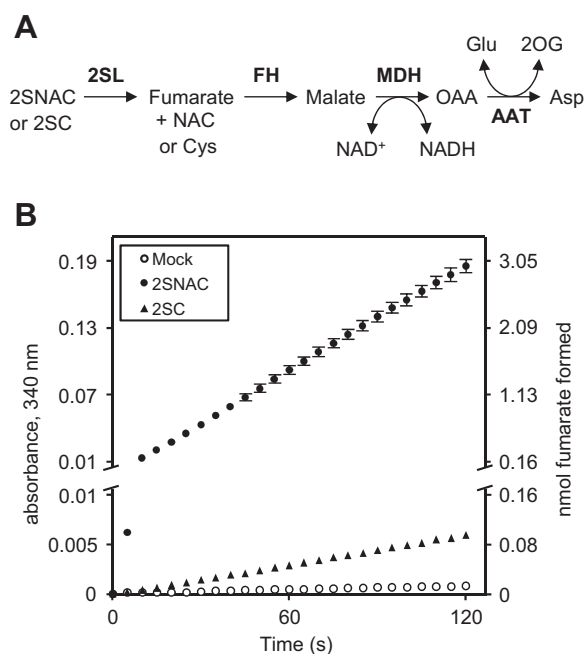 A
2SL FH MDH Glu 2OG
2SNAC Fumarate Malate OAA Asp
or 2SC + NAC AAT
or Cys NAD⁺ NADH
B
Mock
2SNAC
2SC
absorbance, 340 nm
0.19
0.13
0.07
0.01
0.01
0.005
0
nmol fumarate formed
3.05
2.09
1.13
0.16
0.16
0.08
0
0 60 120
Time (s)